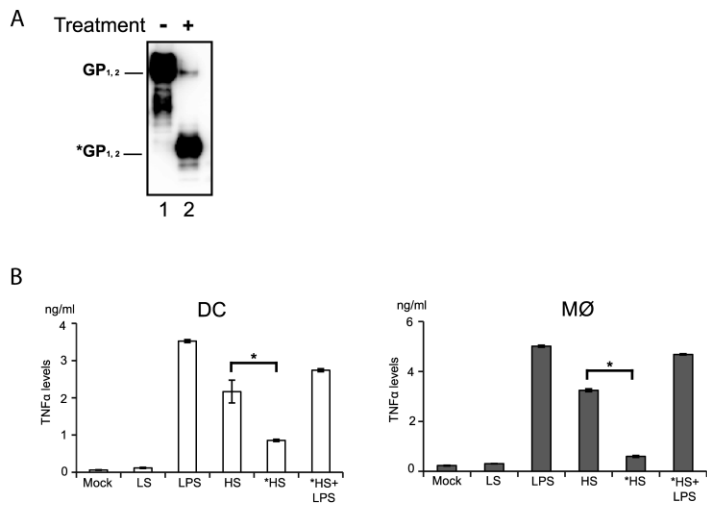 A
Treatment - +
GP1, 2
*GP1, 2
1 2
B
DC
ng/ml
TNFα levels
4
3
2
1
0
*
Mock LS LPS HS *HS *HS+
LPS
MØ
ng/ml
TNFα levels
6
4
2
0
*
Mock LS LPS HS *HS *HS+
LPS